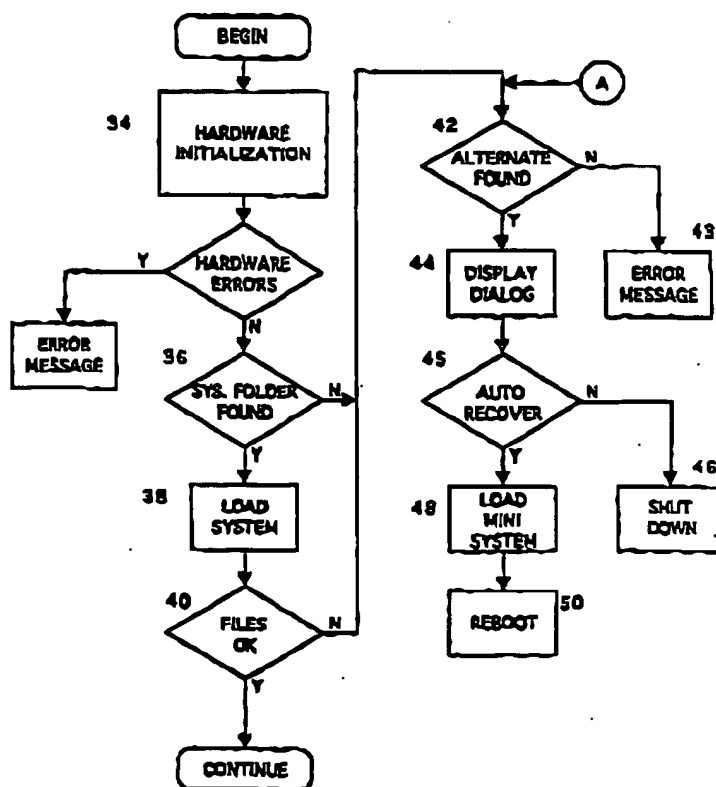 BEGIN
34
HARDWARE
INITIALIZATION
HARDWARE
ERRORS
Y
N
ERROR
MESSAGE
36
SYS. FOLDER
FOUND
N
Y
38
LOAD
SYSTEM
40
FILES
OK
N
Y
CONTINUE
A
42
ALTERNATE
FOUND
N
Y
43
ERROR
MESSAGE
44
DISPLAY
DIALOG
45
AUTO
RECOVER
N
Y
46
SHUT
DOWN
48
LOAD
MINI
SYSTEM
50
REBOOT